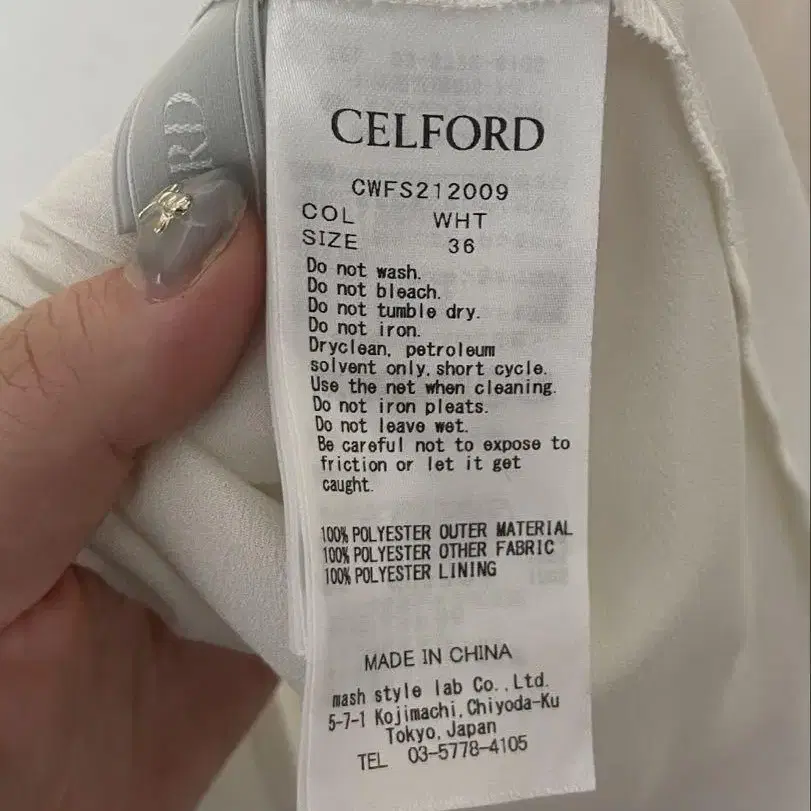 RD
CELFORD
CWFS212009
COL WHT
SIZE 36
Do not wash.
Do not bleach.
Do not tumble dry.
Do not iron.
Dryclean, petroleum
solvent only, short cycle.
Use the net when cleaning.
Do not iron pleats.
Do not leave wet.
Be careful not to expose to
friction or let it get
caught.
100% POLYESTER OUTER MATERIAL
100% POLYESTER OTHER FABRIC
100% POLYESTER LINING
MADE IN CHINA
mash style lab Co.,Ltd.
5-7-1 Kojimachi,Chiyoda-Ku
Tokyo,Japan
TEL 03-5778-4105